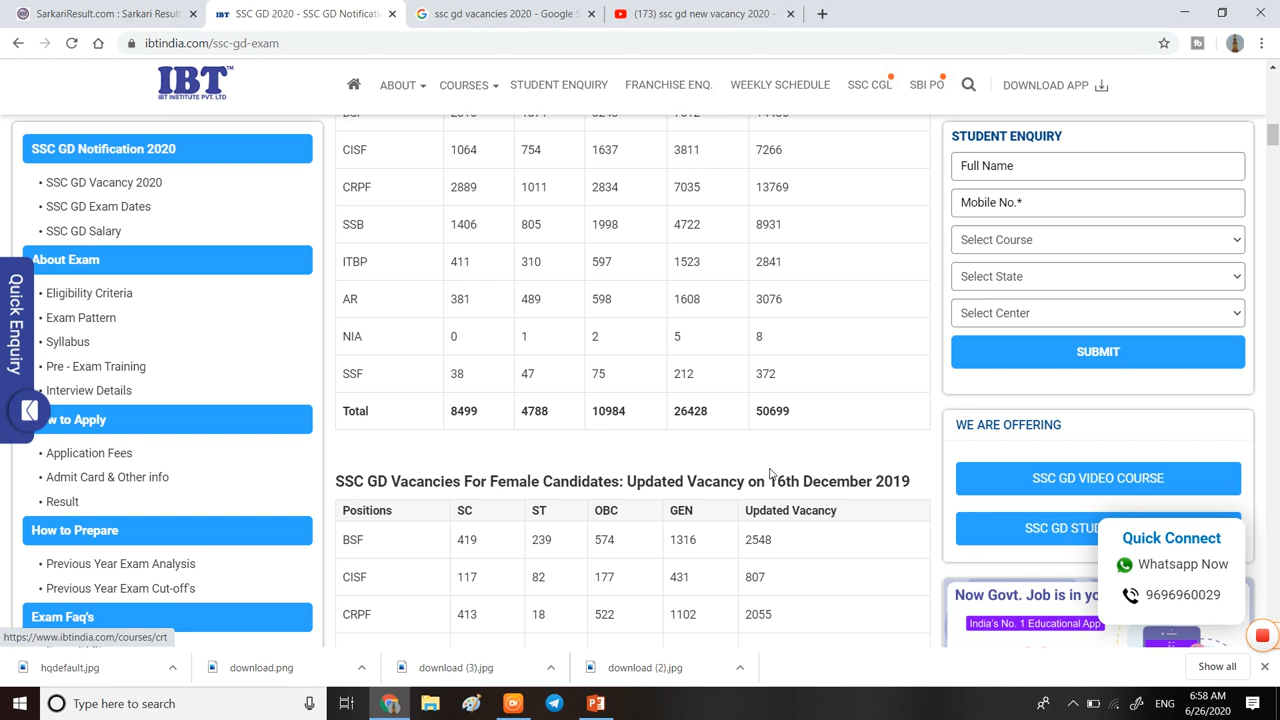 SarkariResult.com : Sarkari Resu
SSC GD 2020 - SSC GD Notificati
ssc gd vacancies 2020 - Google S
(173) ssc gd new vacancy 2020 -
ibtindia.com/ssc-gd-exam
IBT
IBT INSTITUTE PVT. LTD
ABOUT
COURSES
STUDENT ENQUIRY
FRANCHISE ENQ.
WEEKLY SCHEDULE
SSC CGL
SBI PO
DOWNLOAD APP
SSC GD Notification 2020
• SSC GD Vacancy 2020
• SSC GD Exam Dates
• SSC GD Salary
About Exam
• Eligibility Criteria
• Exam Pattern
• Syllabus
• Pre - Exam Training
• Interview Details
w to Apply
• Application Fees
• Admit Card & Other info
• Result
How to Prepare
• Previous Year Exam Analysis
• Previous Year Exam Cut-off's
Exam Faq's
Quick Enquiry
CISF 1064 754 1637 3811 7266
CRPF 2889 1011 2834 7035 13769
SSB 1406 805 1998 4722 8931
ITBP 411 310 597 1523 2841
AR 381 489 598 1608 3076
NIA 0 1 2 5 8
SSF 38 47 75 212 372
Total 8499 4788 10984 26428 50699
SSC GD Vacancies For Female Candidates: Updated Vacancy on 16th December 2019
Positions SC ST OBC GEN Updated Vacancy
BSF 419 239 574 1316 2548
CISF 117 82 177 431 807
CRPF 413 18 522 1102 2055
STUDENT ENQUIRY
Full Name
Mobile No.*
Select Course
Select State
Select Center
SUBMIT
WE ARE OFFERING
SSC GD VIDEO COURSE
SSC GD STUD
Quick Connect
Whatsapp Now
9696960029
Now Govt. Job is in yo
India's No. 1 Educational App
https://www.ibtindia.com/courses/crt
hqdefault.jpg
download.png
download (3).jpg
download (2).jpg
Show all
Type here to search
ENG
6:58 AM
6/26/2020